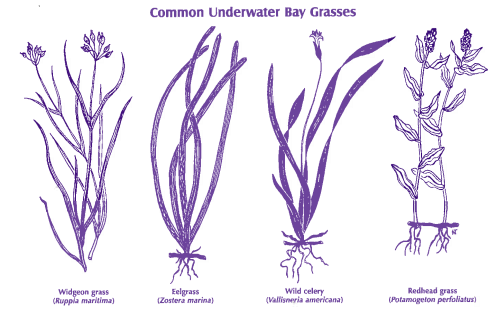 Common Underwater Bay Grasses
Widgeon grass
(Ruppia maritima)
Eelgrass
(Zostera marina)
Wild celery
(Vallisneria americana)
Redhead grass
(Potamogeton perfoliatus)